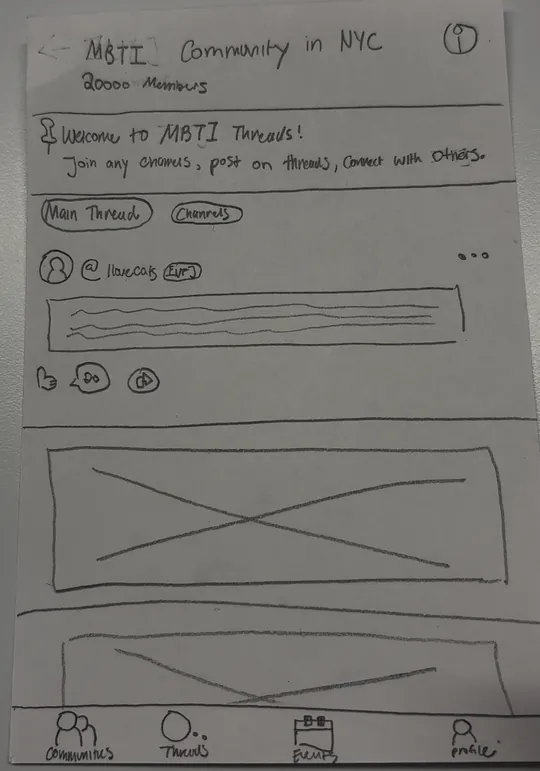 MBTI Community in NYC
20000 Members
Welcome to MBTI Threads!
Join any channels, post on threads, connect with others.
Main Thread Channels
@ Ilovecats
Communities Threads Events Profile